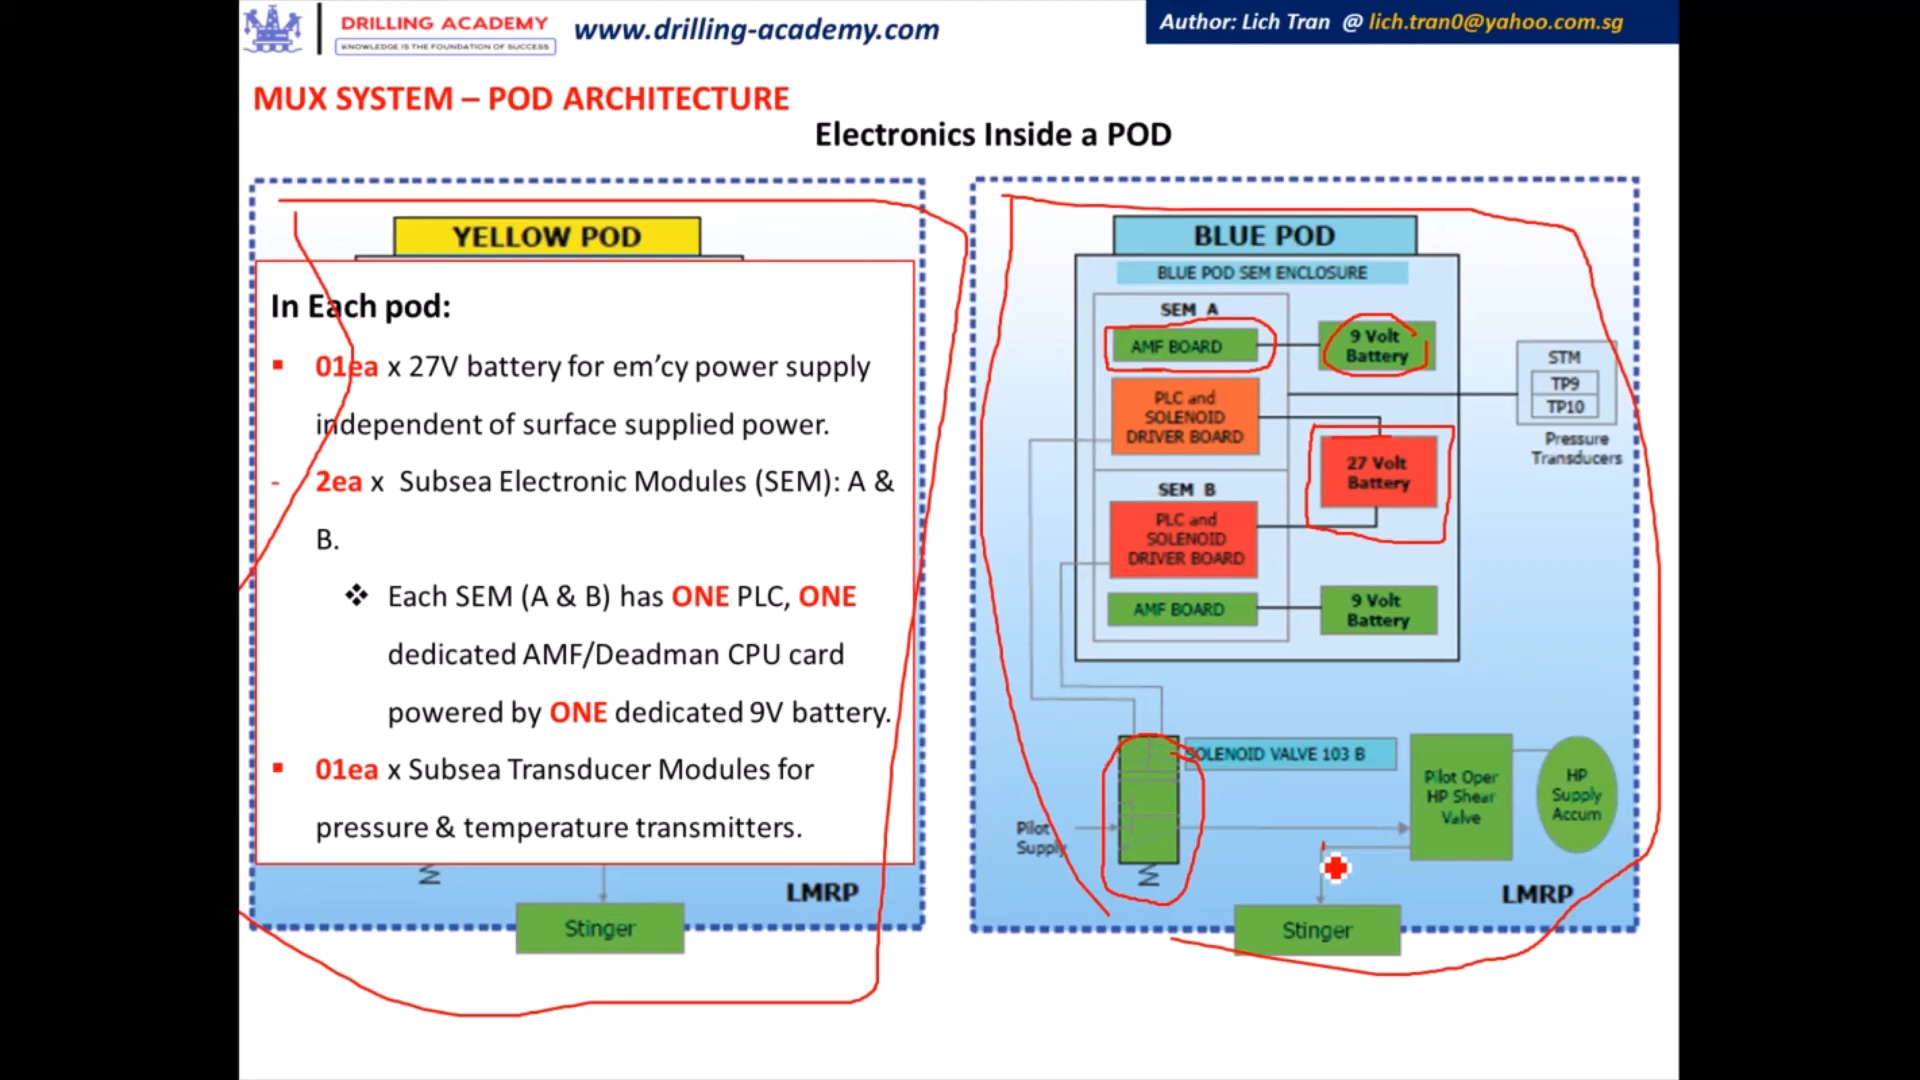 DRILLING ACADEMY
KNOWLEDGE IS THE FOUNDATION OF SUCCESS
www.drilling-academy.com
Author: Lich Tran @ lich.tran0@yahoo.com.sg
MUX SYSTEM – POD ARCHITECTURE
Electronics Inside a POD
YELLOW POD
In Each pod:
▪ 01ea x 27V battery for em’cy power supply
independent of surface supplied power.
- 2ea x Subsea Electronic Modules (SEM): A &
B.
❖ Each SEM (A & B) has ONE PLC, ONE
dedicated AMF/Deadman CPU card
powered by ONE dedicated 9V battery.
▪ 01ea x Subsea Transducer Modules for
pressure & temperature transmitters.
LMRP
Stinger
BLUE POD
BLUE POD SEM ENCLOSURE
SEM A
AMF BOARD
9 Volt
Battery
PLC and
SOLENOID
DRIVER BOARD
STM
TP9
TP10
Pressure
Transducers
27 Volt
Battery
SEM B
PLC and
SOLENOID
DRIVER BOARD
AMF BOARD
9 Volt
Battery
SOLENOID VALVE 103 B
Pilot
Supply
Pilot Oper
HP Shear
Valve
HP
Supply
Accum
LMRP
Stinger